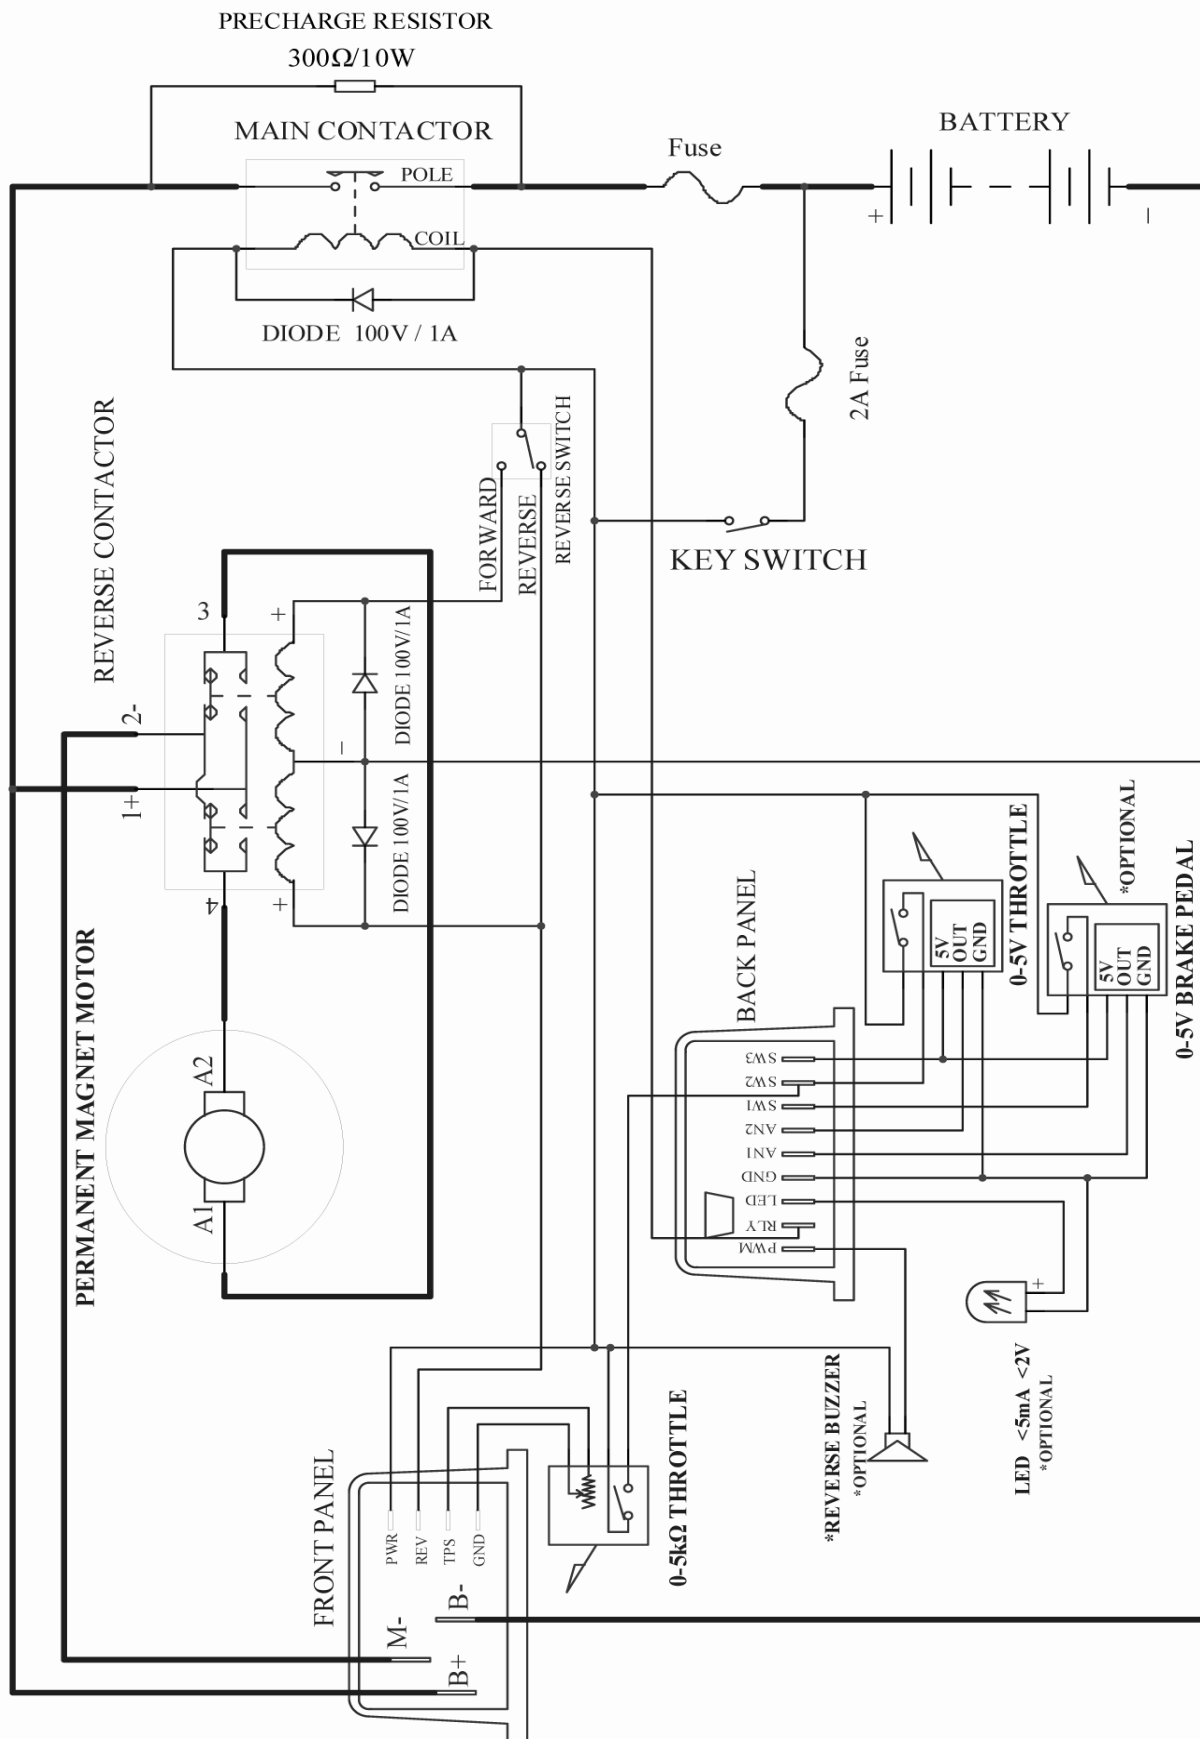 PRECHARGE RESISTOR
300Ω/10W
MAIN CONTACTOR
POLE
COIL
DIODE 100V / 1A
Fuse
BATTERY
+
−
2A Fuse
KEY SWITCH
REVERSE CONTACTOR
FORWARD
REVERSE
REVERSE SWITCH
3
+
DIODE 100V/1A
2-
−
1+
DIODE 100V/1A
4
+
PERMANENT MAGNET MOTOR
A2
A1
BACK PANEL
SW3
SW2
SW1
AN2
AN1
GND
LED
RLY
PWM
5V
OUT
GND
0-5V THROTTLE
*OPTIONAL
5V
OUT
GND
0-5V BRAKE PEDAL
+
LED <5mA <2V
*OPTIONAL
*REVERSE BUZZER
*OPTIONAL
0-5kΩ THROTTLE
FRONT PANEL
PWR
REV
TPS
GND
B-
M-
B+